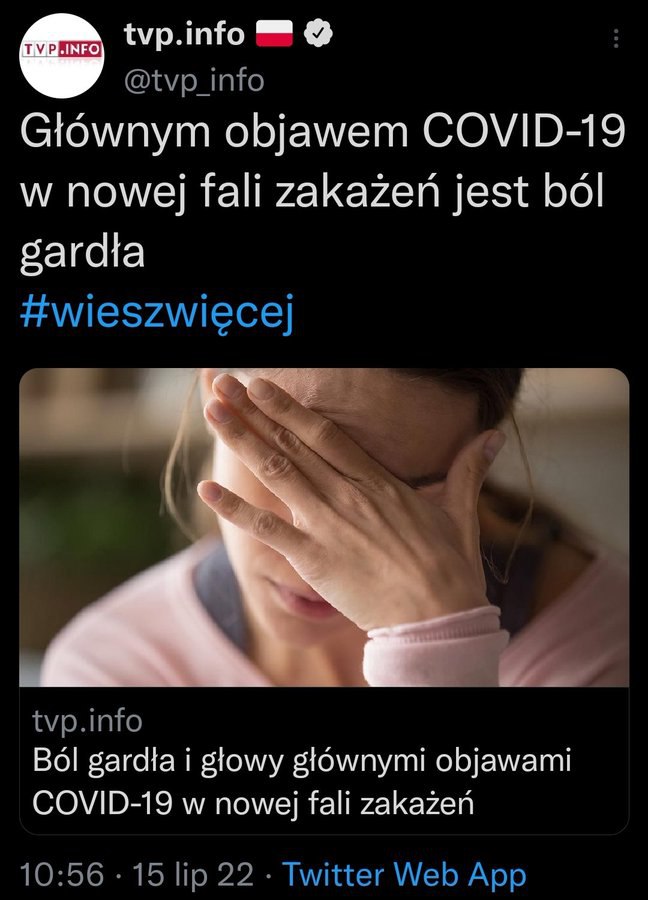 TVP.INFO
tvp.info 🇵🇱
@tvp_info
Głównym objawem COVID-19
w nowej fali zakażeń jest ból
gardła
#wieszwięcej
tvp.info
Ból gardła i głowy głównymi objawami
COVID-19 w nowej fali zakażeń
10:56 · 15 lip 22 · Twitter Web App